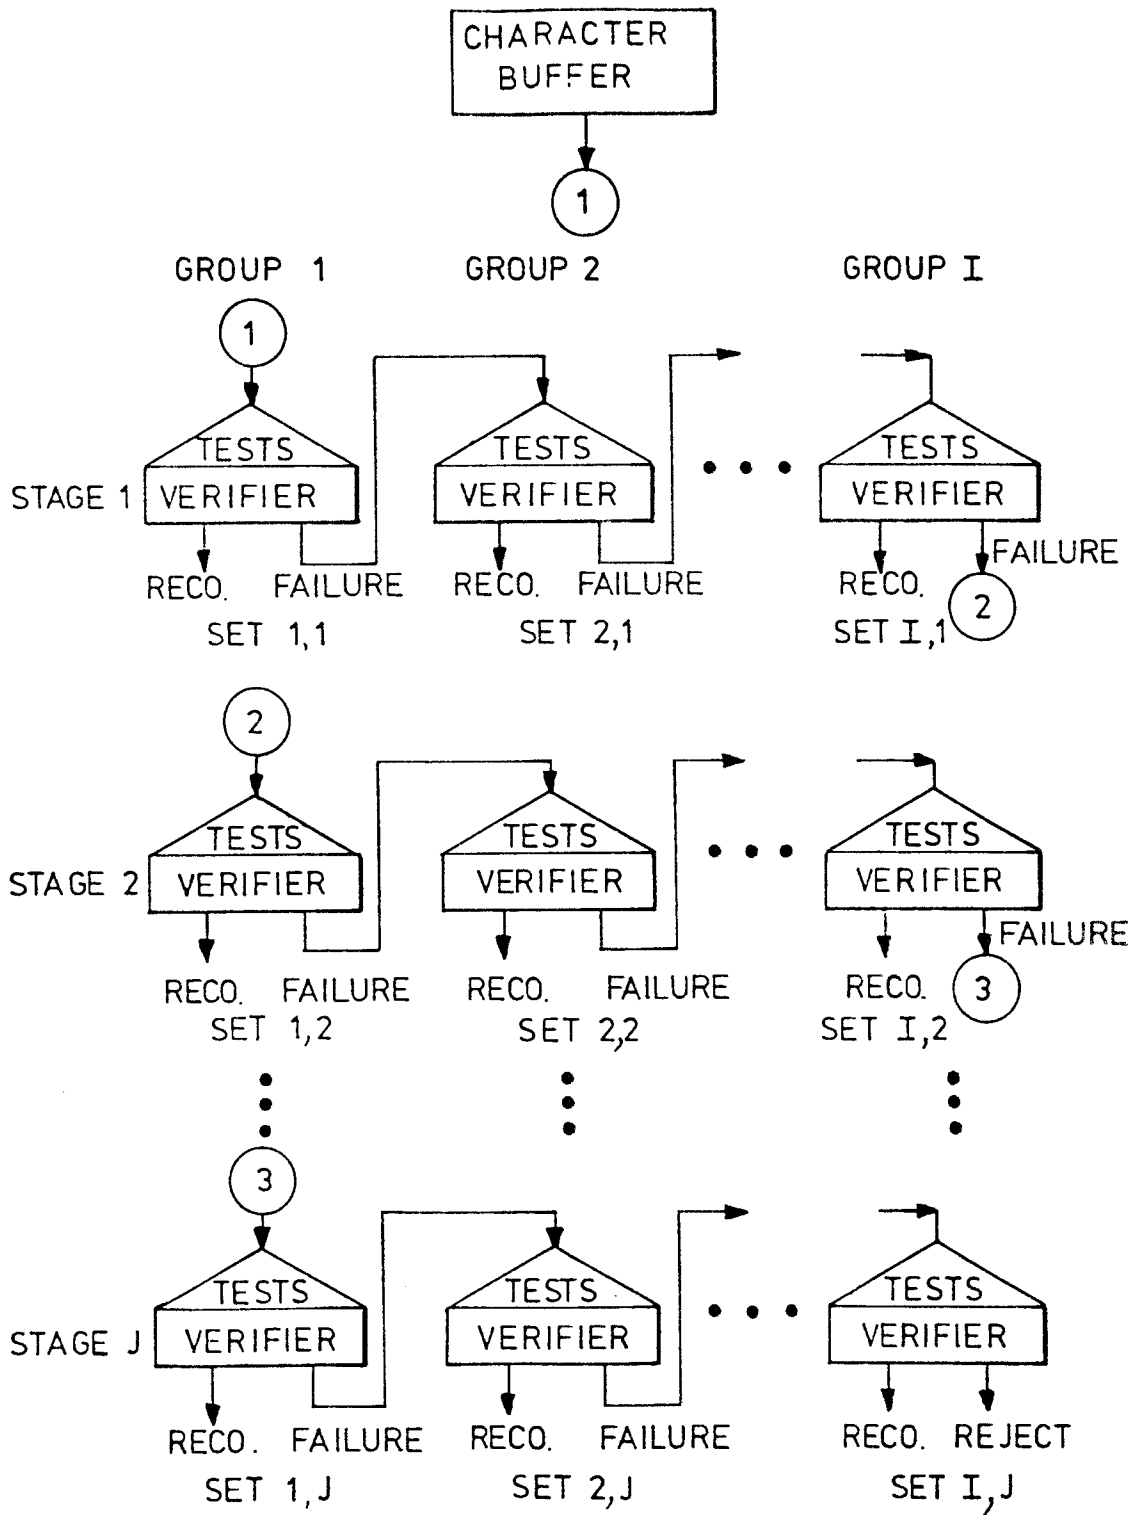 CHARACTER
BUFFER
1
GROUP 1 GROUP 2 GROUP I
1
TESTS TESTS TESTS
STAGE 1 VERIFIER VERIFIER VERIFIER
FAILURE
RECO. FAILURE RECO. FAILURE RECO. 2
SET 1,1 SET 2,1 SET I,1
2
TESTS TESTS TESTS
STAGE 2 VERIFIER VERIFIER VERIFIER
FAILURE
RECO. FAILURE RECO. FAILURE RECO. 3
SET 1,2 SET 2,2 SET I,2
3
TESTS TESTS TESTS
STAGE J VERIFIER VERIFIER VERIFIER
RECO. FAILURE RECO. FAILURE RECO. REJECT
SET 1,J SET 2,J SET I,J